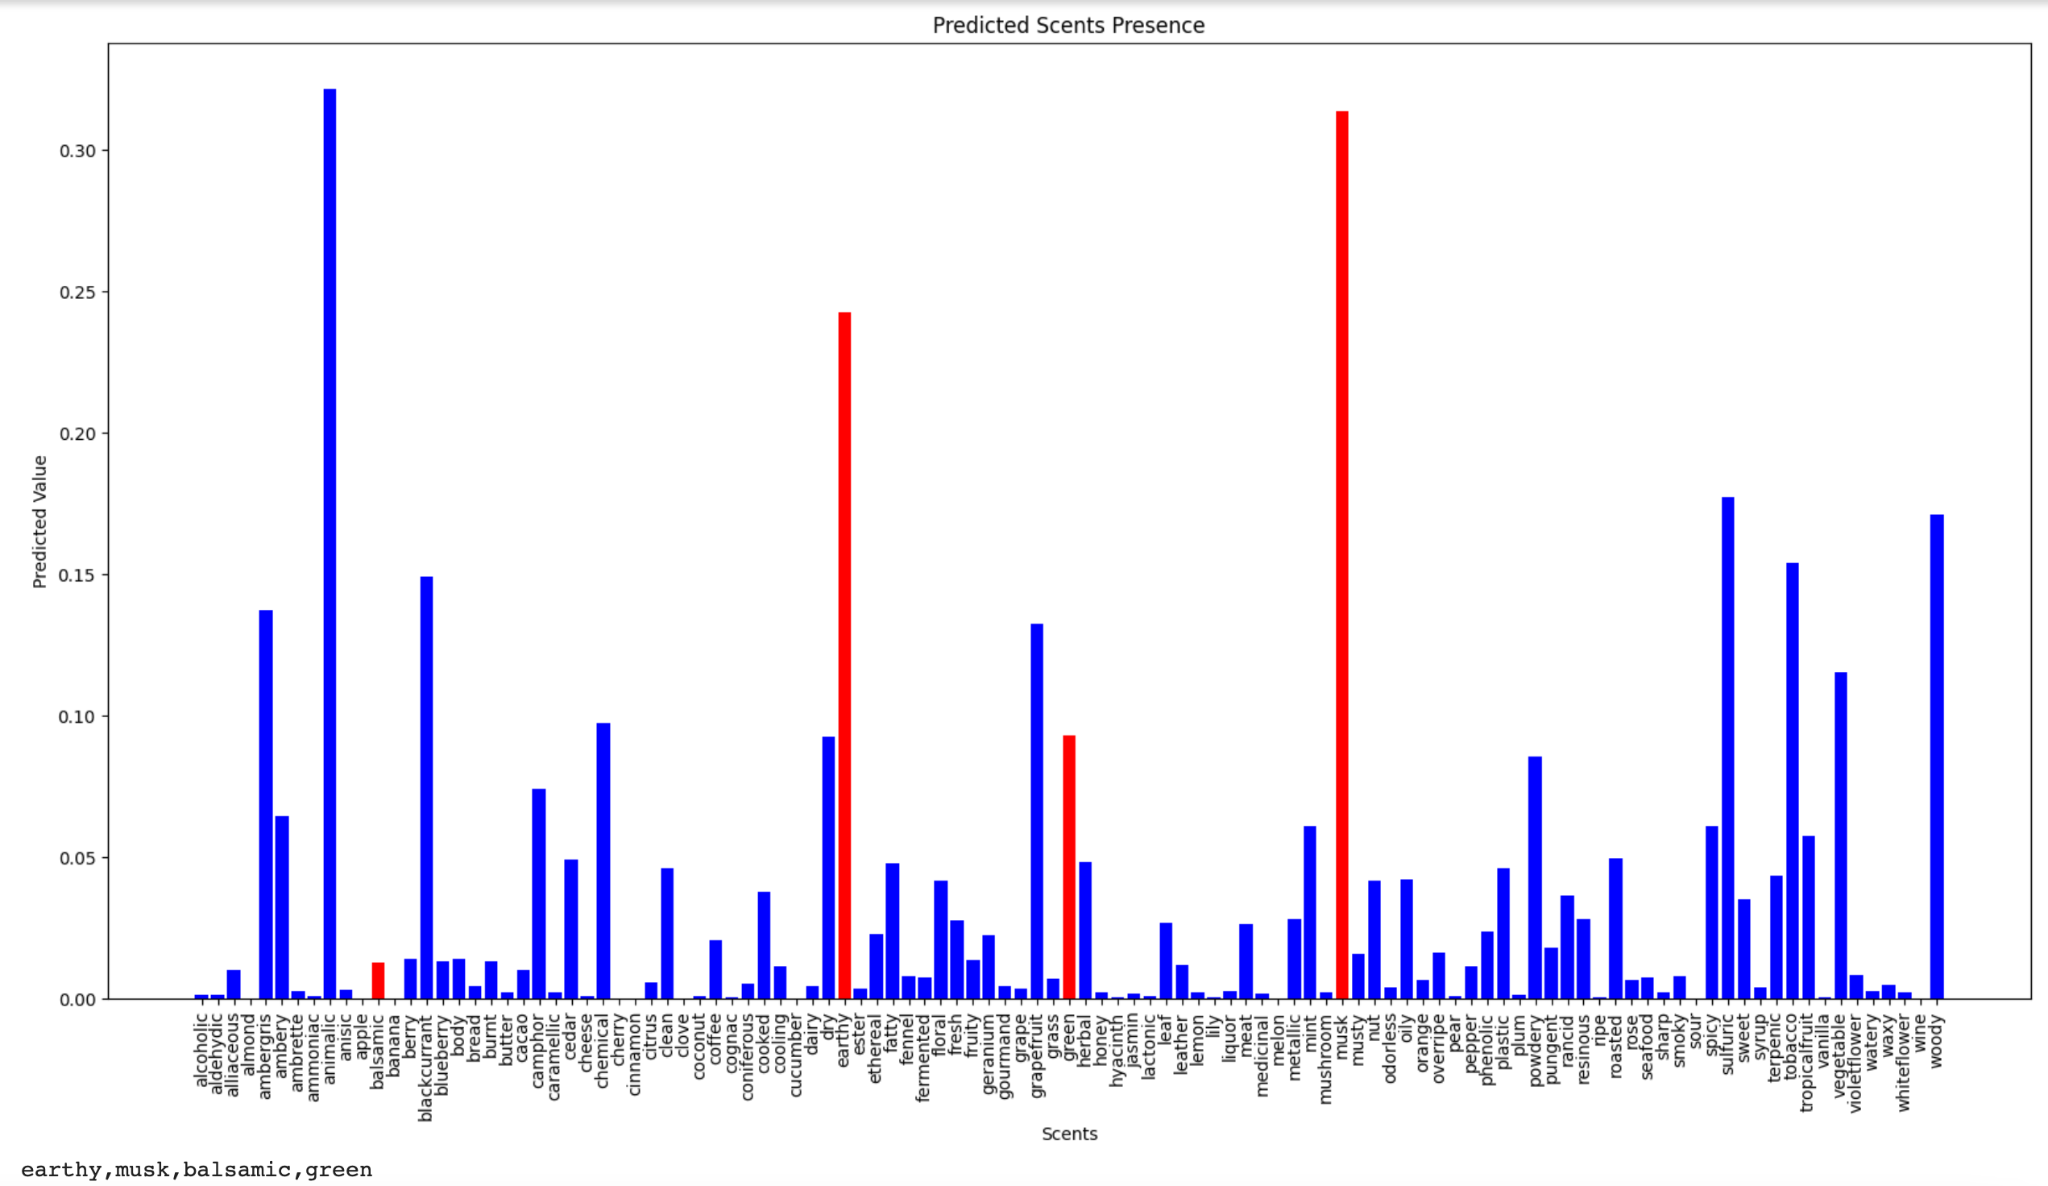 Predicted Scents Presence
0.30
0.25
0.20
0.15
0.10
0.05
0.00
Predicted Value
alcoholic
aldehydic
alliaceous
almond
ambergris
ambery
ambrette
ammoniac
animalic
anisic
apple
balsamic
banana
berry
blackcurrant
blueberry
body
bread
burnt
butter
cacao
camphor
caramellic
cedar
cheese
chemical
cherry
cinnamon
citrus
clean
clove
coconut
coffee
cognac
coniferous
cooked
cooling
cucumber
dairy
dry
earthy
ester
ethereal
fatty
fennel
fermented
floral
fresh
fruity
geranium
gourmand
grape
grapefruit
grass
green
herbal
honey
hyacinth
jasmin
lactonic
leaf
leather
lemon
lily
liquor
meat
medicinal
melon
metallic
mint
mushroom
musk
musty
nut
odorless
oily
orange
overripe
pear
pepper
phenolic
plastic
plum
powdery
pungent
rancid
resinous
ripe
roasted
rose
seafood
sharp
smoky
sour
spicy
sulfuric
sweet
syrup
terpenic
tobacco
tropicalfruit
vanilla
vegetable
violetflower
watery
waxy
whiteflower
wine
woody
Scents
earthy,musk,balsamic,green